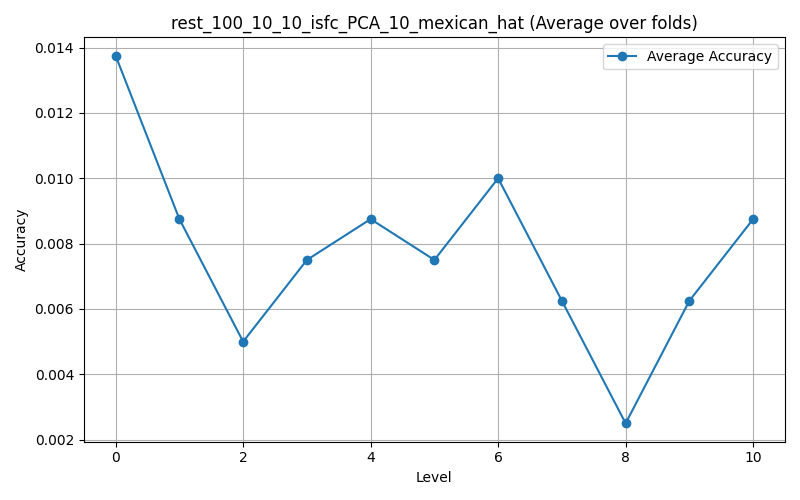 rest_100_10_10_isfc_PCA_10_mexican_hat (Average over folds)
Average Accuracy
Accuracy
0.014
0.012
0.010
0.008
0.006
0.004
0.002
0 2 4 6 8 10
Level